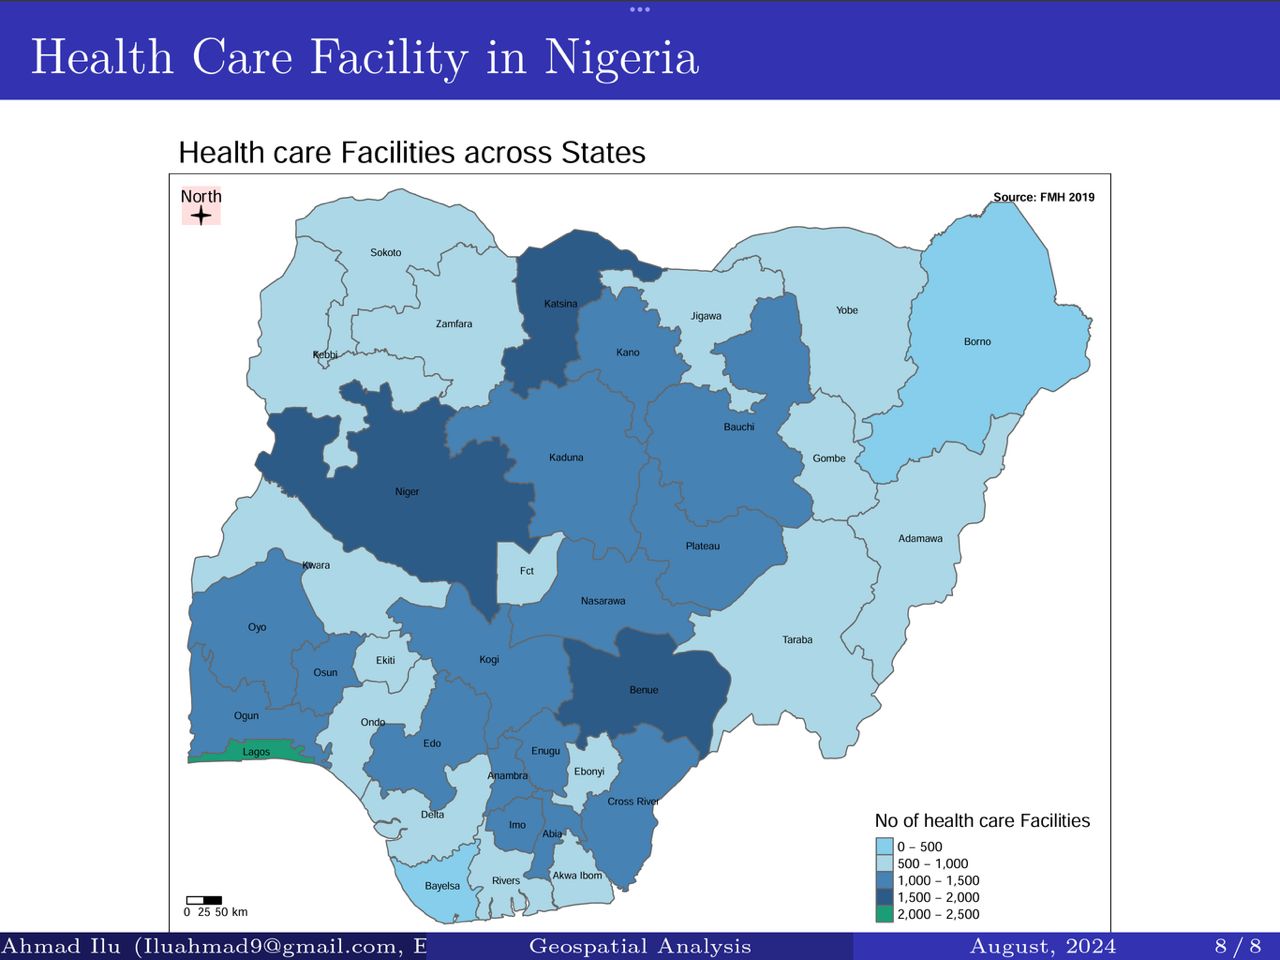 Health Care Facility in Nigeria
Health care Facilities across States
North
Source: FMH 2019
Sokoto
Katsina
Zamfara
Jigawa
Yobe
Borno
Kebbi
Kano
Bauchi
Kaduna
Gombe
Niger
Adamawa
Plateau
Kwara
Fct
Nasarawa
Oyo
Taraba
Ekiti
Kogi
Osun
Benue
Ogun
Ondo
Edo
Lagos
Enugu
Anambra
Ebonyi
Cross River
Delta
Imo
Abia
Bayelsa
Rivers
Akwa Ibom
No of health care Facilities
0 – 500
500 – 1,000
1,000 – 1,500
1,500 – 2,000
2,000 – 2,500
0 25 50 km
Ahmad Ilu (Iluahmad9@gmail.com, E
Geospatial Analysis
August, 2024
8 / 8